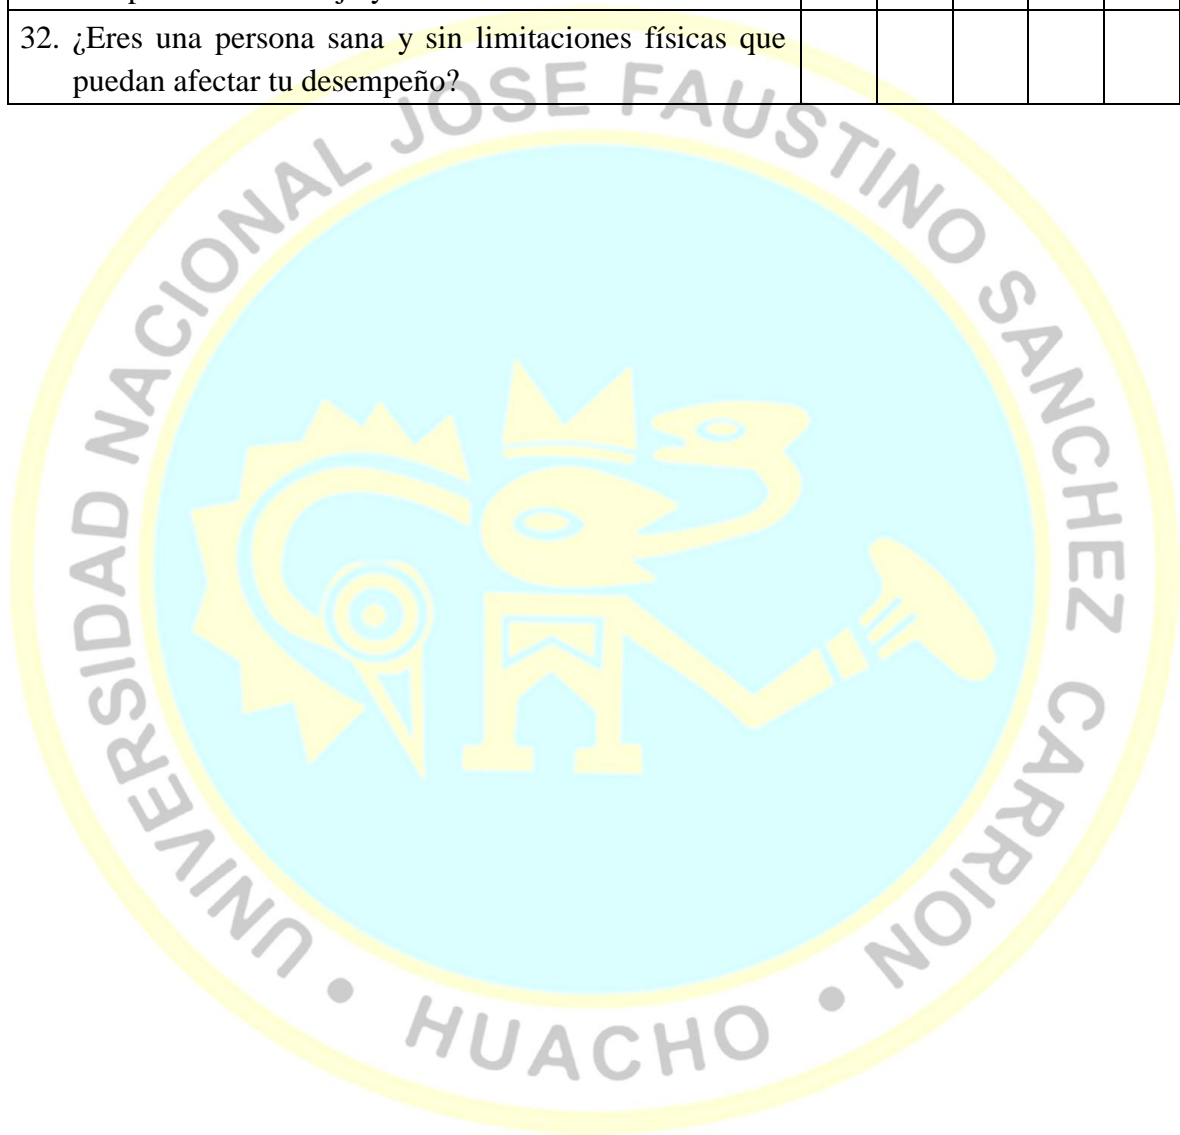 32. ¿Eres una persona sana y sin limitaciones físicas que
puedan afectar tu desempeño?
UNIVERSIDAD NACIONAL JOSE FAUSTINO SANCHEZ CARRION
• HUACHO •